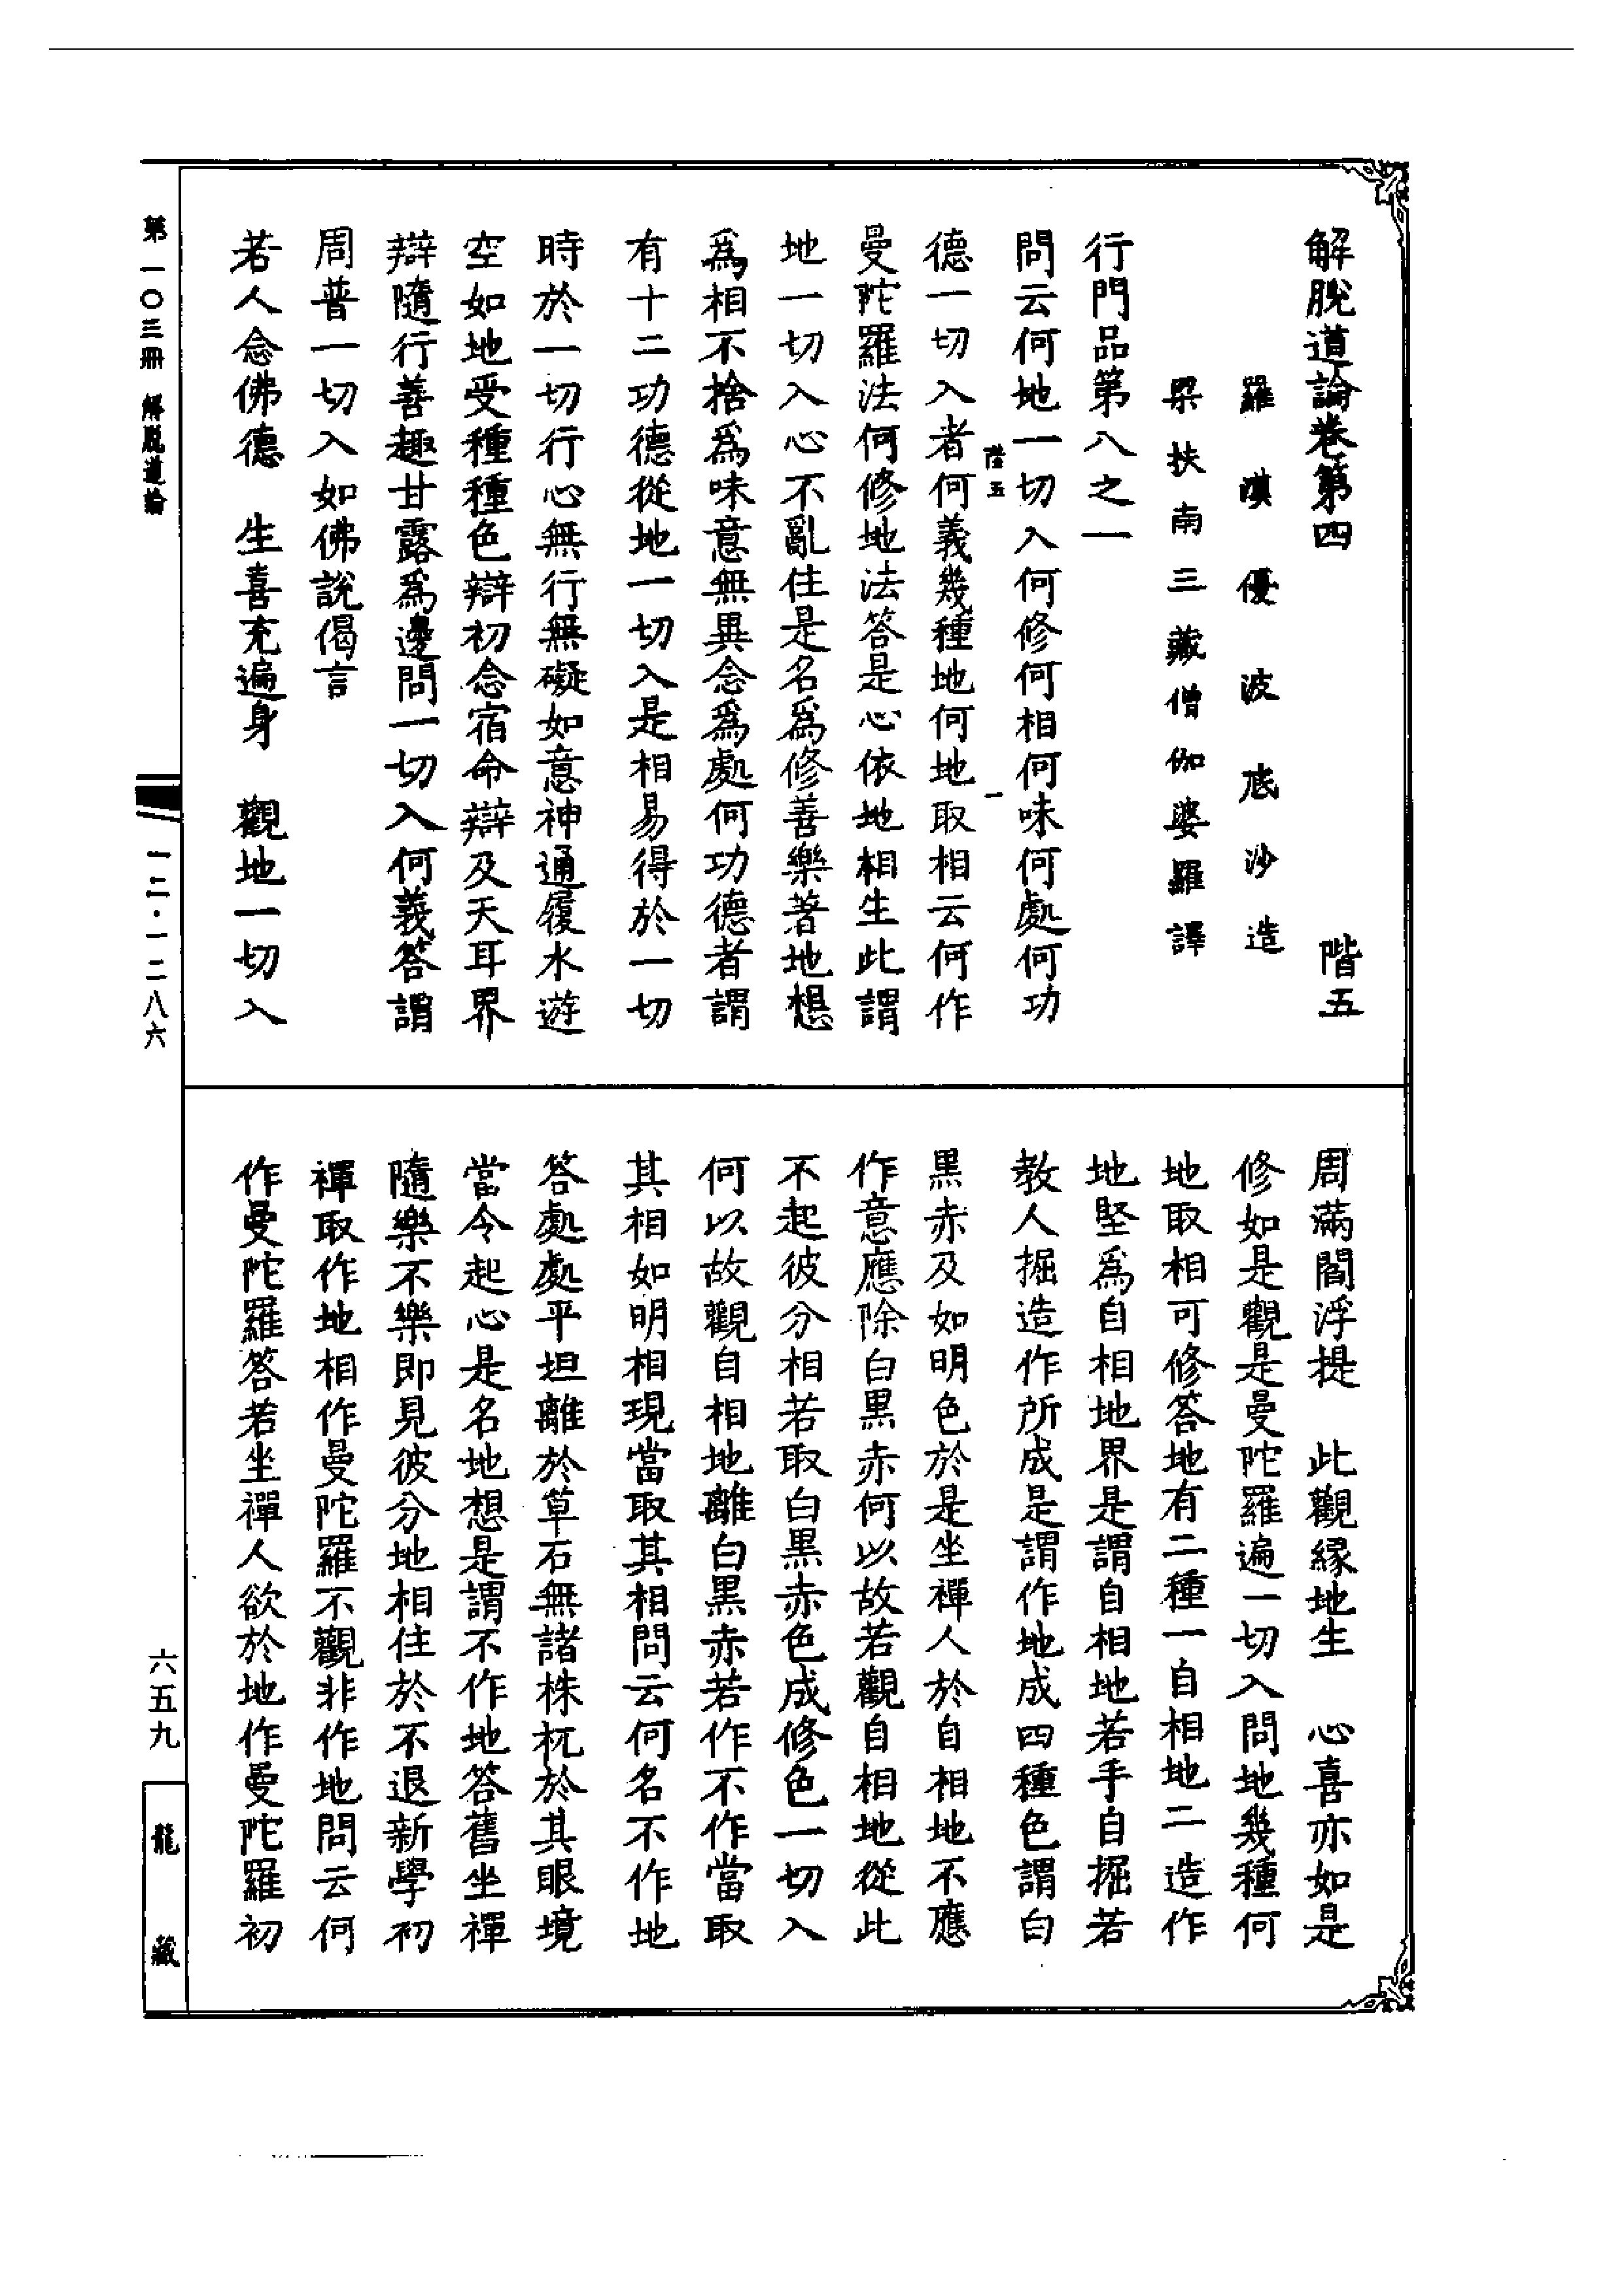 解脫道論卷第四　階五
羅漢優波底沙造
梁扶南三藏僧伽婆羅譯
行門品第八之一
問云何地一切入何修何相何味何處何功
階五　一
德一切入者何義幾種地何地取相云何作
曼陀羅法何修地法答是心依地相生此謂
地一切入心不亂住是名爲修善樂著地想
爲相不捨爲味意無異念爲處何功德者謂
有十二功德從地一切入是相易得於一切
時於一切行心無行無礙如意神通履水遊
空如地受種種色辯初念宿命辯及天耳界
辯隨行善趣甘露爲邊問一切入何義答謂
周普一切入如佛說偈言
若人念佛德　生喜充遍身　觀地一切入
周滿閻浮提　此觀緣地生　心喜亦如是
修如是觀是曼陀羅遍一切入問地幾種何
地取相可修答地有二種一自相地二造作
地堅爲自相地界是謂自相地若手自掘若
教人掘造作所成是謂作地成四種色謂白
黑赤及如明色於是坐禪人於自相地不應
作意應除白黑赤何以故若觀自相地從此
不起彼分相若取白黑赤色成修色一切入
何以故觀自相地離白黑赤若作不作當取
其相如明相現當取其相問云何名不作地
答處處平坦離於草石無諸株杌於其眼境
當令起心是名地想是謂不作地答舊坐禪
隨樂不樂即見彼分地相住於不退新學初
禪取作地相作曼陀羅不觀非作地問云何
作曼陀羅答若坐禪人欲於地作曼陀羅初
第一〇三冊　解脫道論
一二·一二八六
六五九
龍藏